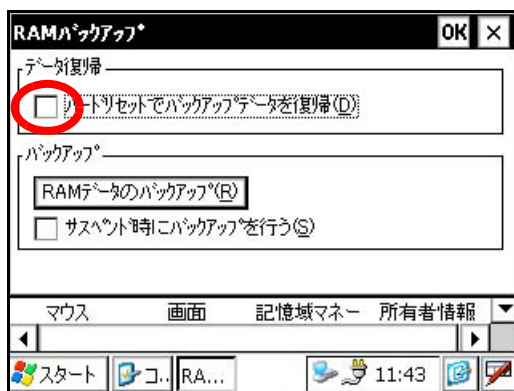 RAMﾊﾞｯｸｱｯﾌﾟ OK ×
ﾃﾞｰﾀ復帰
ﾊｰﾄﾞﾘｾｯﾄでﾊﾞｯｸｱｯﾌﾟﾃﾞｰﾀを復帰(D)
ﾊﾞｯｸｱｯﾌﾟ
RAMﾃﾞｰﾀのﾊﾞｯｸｱｯﾌﾟ(R)
ｻｽﾍﾟﾝﾄﾞ時にﾊﾞｯｸｱｯﾌﾟを行う(S)
マウス 画面 記憶域マネー 所有者情報
スタート コ.. RA... 11:43